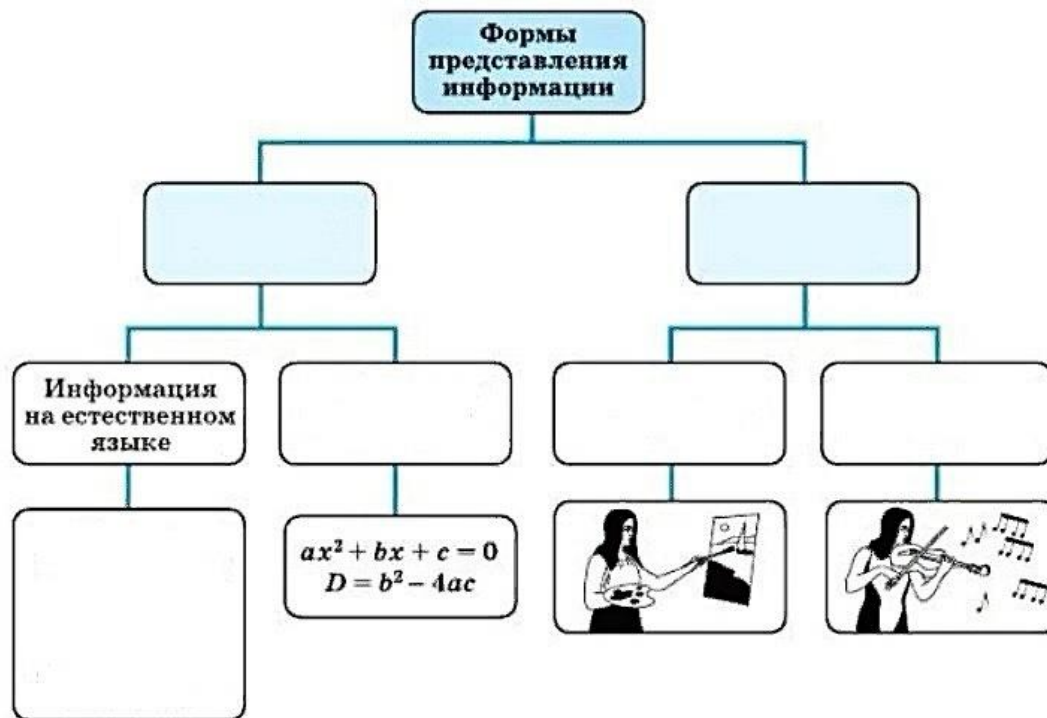 Формы
представления
информации
Информация
на естественном
языке
ax² + bx + c = 0
D = b² – 4ac